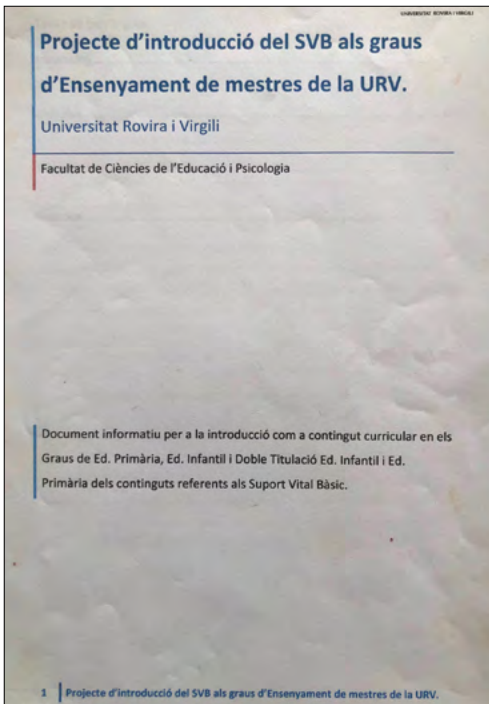 UNIVERSITAT ROVIRA I VIRGILI
Projecte d'introducció del SVB als graus
d'Ensenyament de mestres de la URV.
Universitat Rovira i Virgili
Facultat de Ciències de l'Educació i Psicologia
Document informatiu per a la introducció com a contingut curricular en els
Graus de Ed. Primària, Ed. Infantil i Doble Titulació Ed. Infantil i Ed.
Primària dels continguts referents als Suport Vital Bàsic.
1 Projecte d'introducció del SVB als graus d'Ensenyament de mestres de la URV.